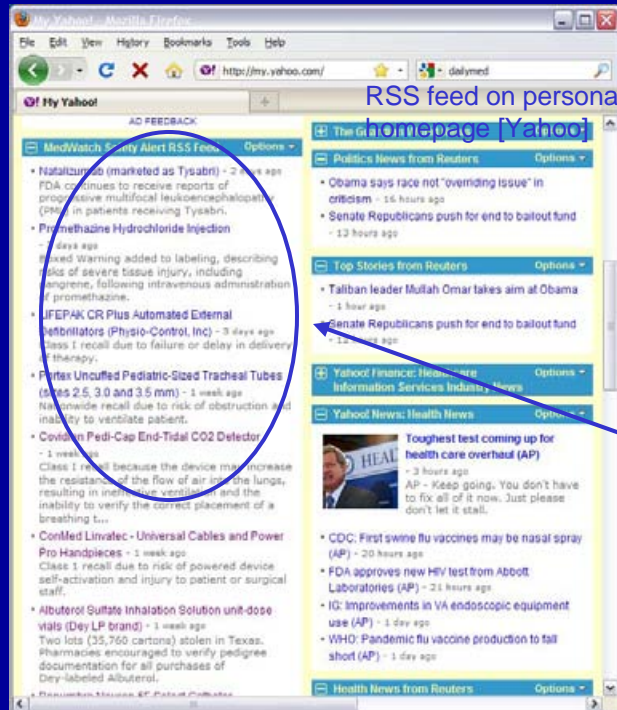 My Yahoo! - Mozilla Firefox
File Edit View History Bookmarks Tools Help
http://my.yahoo.com/
dailymed
My Yahoo!
RSS feed on persona
homepage [Yahoo]
AD FEEDBACK
MedWatch Safety Alert RSS Feed Options
• Natalizumab (marketed as Tysabri) - 2 days ago
FDA continues to receive reports of
progressive multifocal leukoencephalopathy
(PML) in patients receiving Tysabri.
• Promethazine Hydrochloride Injection
- 3 days ago
Boxed Warning added to labeling, describing
risks of severe tissue injury, including
gangrene, following intravenous administration
of promethazine.
• LIFEPAK CR Plus Automated External
Defibrillators (Physio-Control, Inc) - 3 days ago
Class I recall due to failure or delay in delivery
of therapy.
• Portex Uncuffed Pediatric-Sized Tracheal Tubes
(sizes 2.5, 3.0 and 3.5 mm) - 1 week ago
Nationwide recall due to risk of obstruction and
inability to ventilate patient.
• Covidien Pedi-Cap End-Tidal CO2 Detector
- 1 week ago
Class 1 recall because the device may increase
the resistance of the flow of air into the lungs,
resulting in ineffective ventilation and the
inability to verify the correct placement of a
breathing t...
• ConMed Linvatec - Universal Cables and Power
Pro Handpieces - 1 week ago
Class 1 recall due to risk of powered device
self-activation and injury to patient or surgical
staff.
• Albuterol Sulfate Inhalation Solution unit-dose
vials (Dey LP brand) - 1 week ago
Two lots (35,760 cartons) stolen in Texas.
Pharmacies encouraged to verify pedigree
documentation for all purchases of
Dey-labeled Albuterol.
The Options
Politics News from Reuters Options
• Obama says race not "overriding issue" in
criticism - 16 hours ago
• Senate Republicans push for end to bailout fund
- 12 hours ago
Top Stories from Reuters Options
• Taliban leader Mullah Omar takes aim at Obama
- 1 hour ago
• Senate Republicans push for end to bailout fund
- 12 hours ago
Yahoo! Finance: Healthcare Options
Information Services Industry News
Yahoo! News: Health News Options
HEAL
Toughest test coming up for
health care overhaul (AP)
- 3 hours ago
AP - Keep going. You don't have
to fix all of it now. Just please
don't let it stall.
• CDC: First swine flu vaccines may be nasal spray
(AP) - 20 hours ago
• FDA approves new HIV test from Abbott
Laboratories (AP) - 21 hours ago
• IG: Improvements in VA endoscopic equipment
use (AP) - 1 day ago
• WHO: Pandemic flu vaccine production to fall
short (AP) - 1 day ago
Health News from Reuters Options